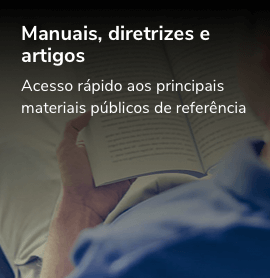 Manuais, diretrizes e
artigos
Acesso rápido aos principais
materiais públicos de referência